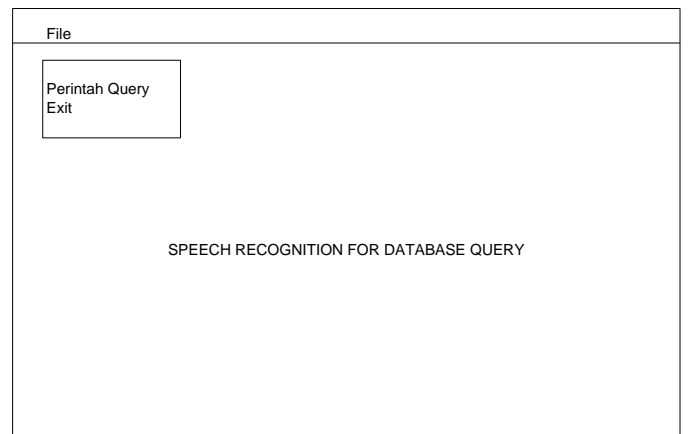 File
Perintah Query
Exit
SPEECH RECOGNITION FOR DATABASE QUERY